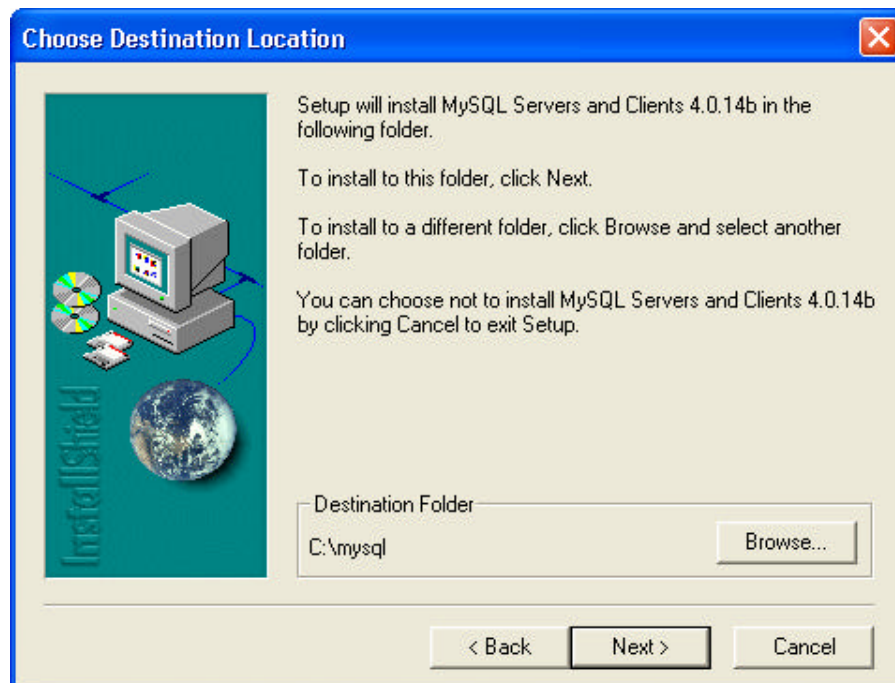 Choose Destination Location
Setup will install MySQL Servers and Clients 4.0.14b in the
following folder.
To install to this folder, click Next.
To install to a different folder, click Browse and select another
folder.
You can choose not to install MySQL Servers and Clients 4.0.14b
by clicking Cancel to exit Setup.
InstallShield
Destination Folder
C:\mysql
Browse...
< Back
Next >
Cancel